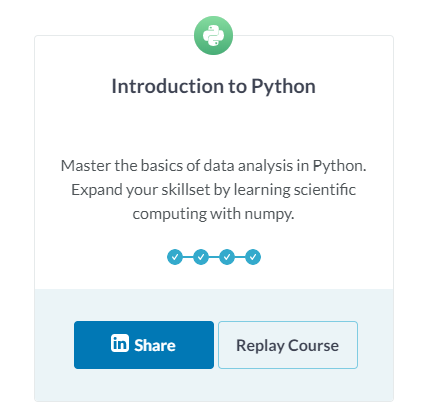 Introduction to Python
Master the basics of data analysis in Python.
Expand your skillset by learning scientific
computing with numpy.
in Share
Replay Course